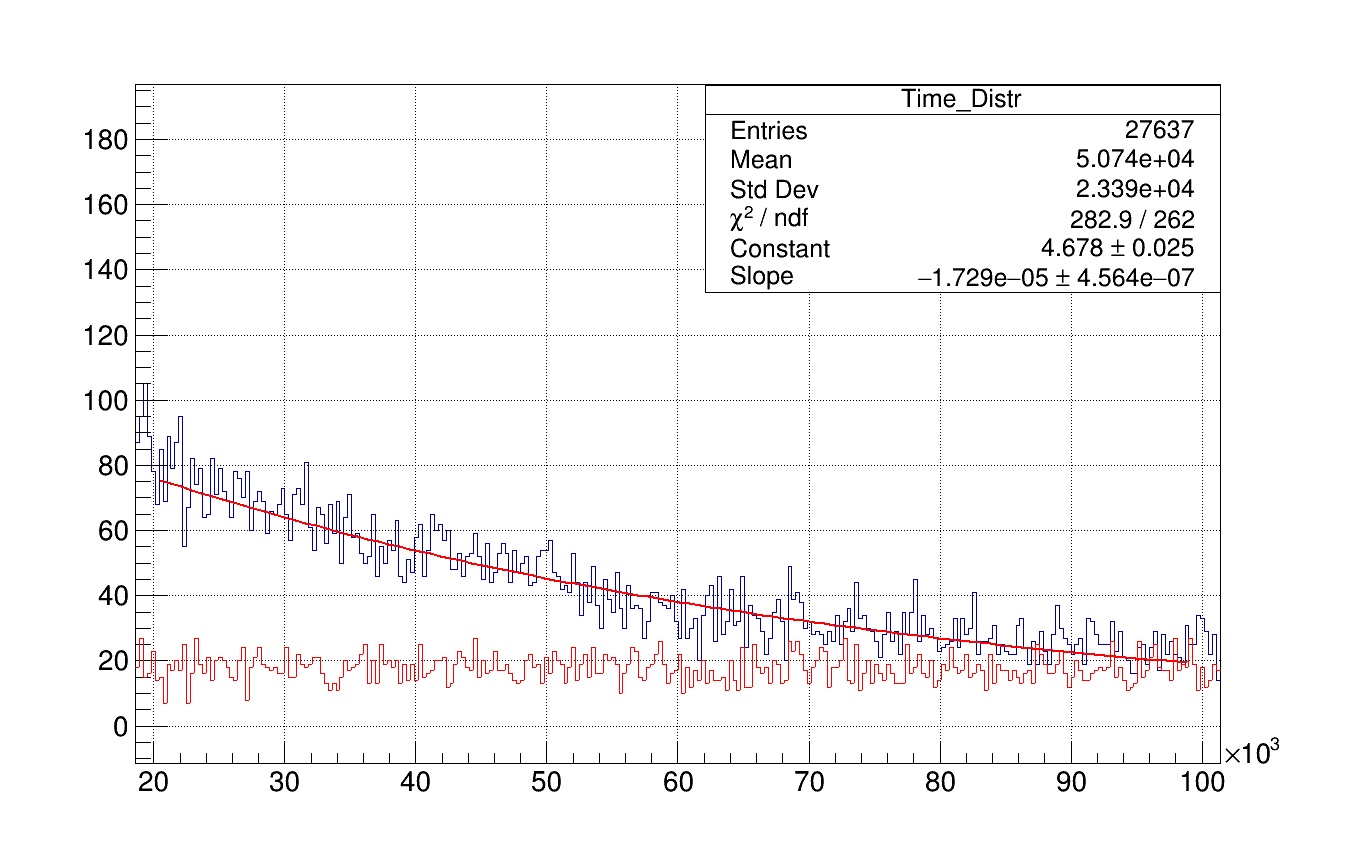 Time_Distr
Entries 27637
Mean 5.074e+04
Std Dev 2.339e+04
χ² / ndf 282.9 / 262
Constant 4.678 ± 0.025
Slope −1.729e−05 ± 4.564e−07
180
160
140
120
100
80
60
40
20
0
20 30 40 50 60 70 80 90 100
×10³